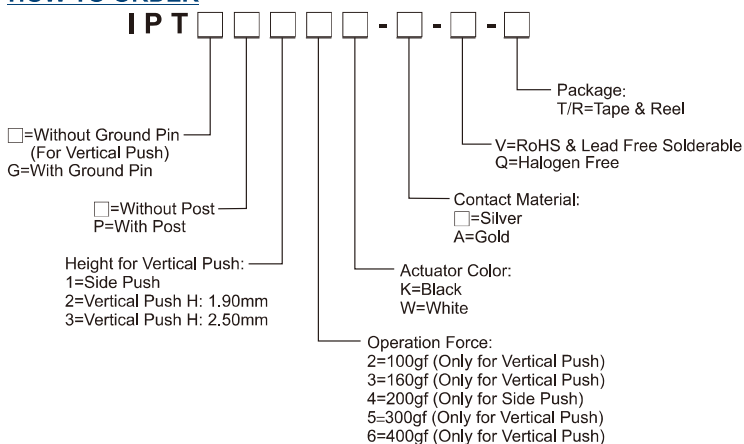 HOW TO ORDER
IPT□□□□□-□-□-□
Package:
T/R=Tape & Reel
□=Without Ground Pin
(For Vertical Push)
G=With Ground Pin
V=RoHS & Lead Free Solderable
Q=Halogen Free
□=Without Post
P=With Post
Contact Material:
□=Silver
A=Gold
Height for Vertical Push:
1=Side Push
2=Vertical Push H: 1.90mm
3=Vertical Push H: 2.50mm
Actuator Color:
K=Black
W=White
Operation Force:
2=100gf (Only for Vertical Push)
3=160gf (Only for Vertical Push)
4=200gf (Only for Side Push)
5=300gf (Only for Vertical Push)
6=400gf (Only for Vertical Push)